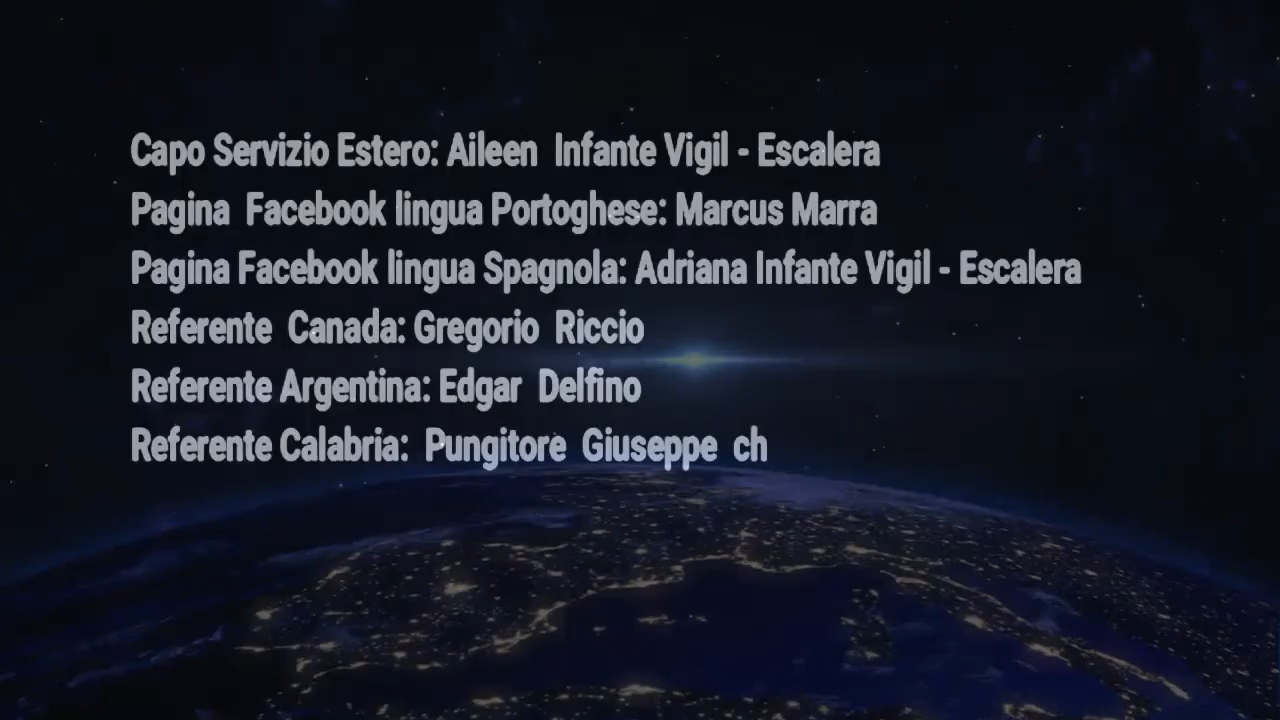 Capo Servizio Estero: Aileen Infante Vigil - Escalera
Pagina Facebook lingua Portoghese: Marcus Marra
Pagina Facebook lingua Spagnola: Adriana Infante Vigil - Escalera
Referente Canada: Gregorio Riccio
Referente Argentina: Edgar Delfino
Referente Calabria: Pungitore Giuseppe ch